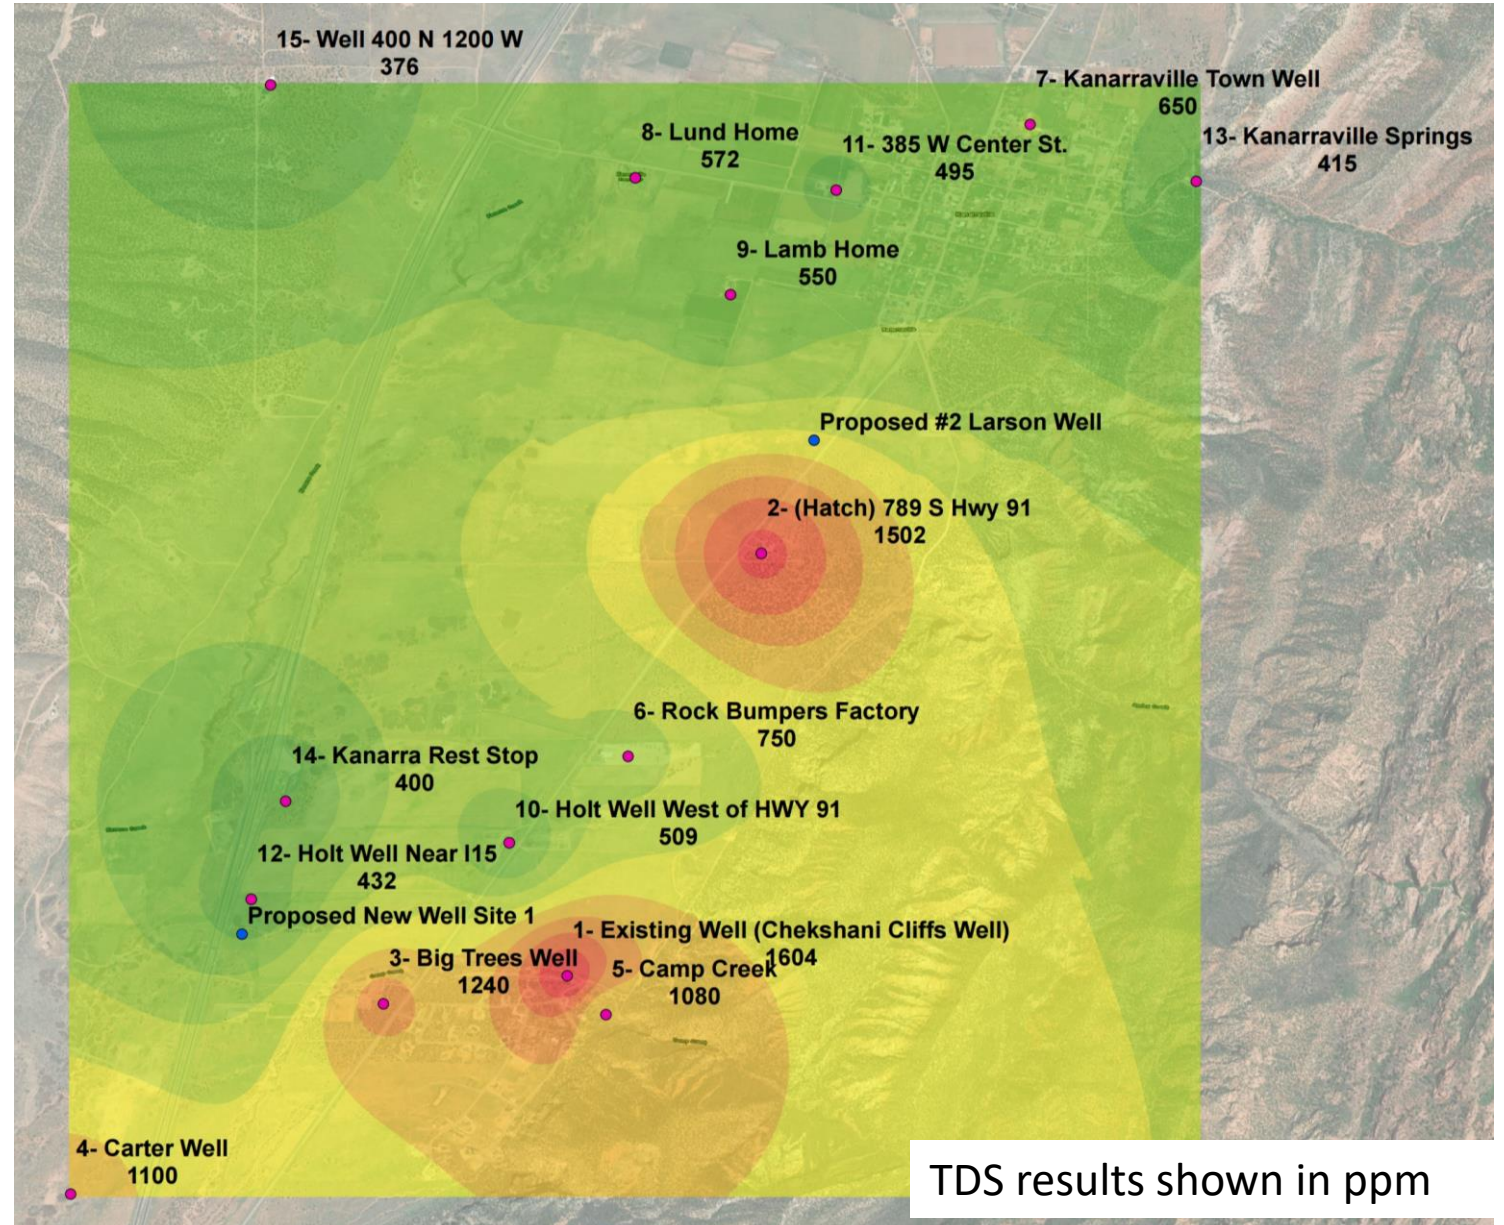 15- Well 400 N 1200 W
376
7- Kanarraville Town Well
650
8- Lund Home
572
11- 385 W Center St.
495
13- Kanarraville Springs
415
9- Lamb Home
550
Proposed #2 Larson Well
2- (Hatch) 789 S Hwy 91
1502
6- Rock Bumpers Factory
750
14- Kanarra Rest Stop
400
10- Holt Well West of HWY 91
509
12- Holt Well Near I15
432
Proposed New Well Site 1
1- Existing Well (Chekshani Cliffs Well)
1604
3- Big Trees Well
1240
5- Camp Creek
1080
4- Carter Well
1100
TDS results shown in ppm